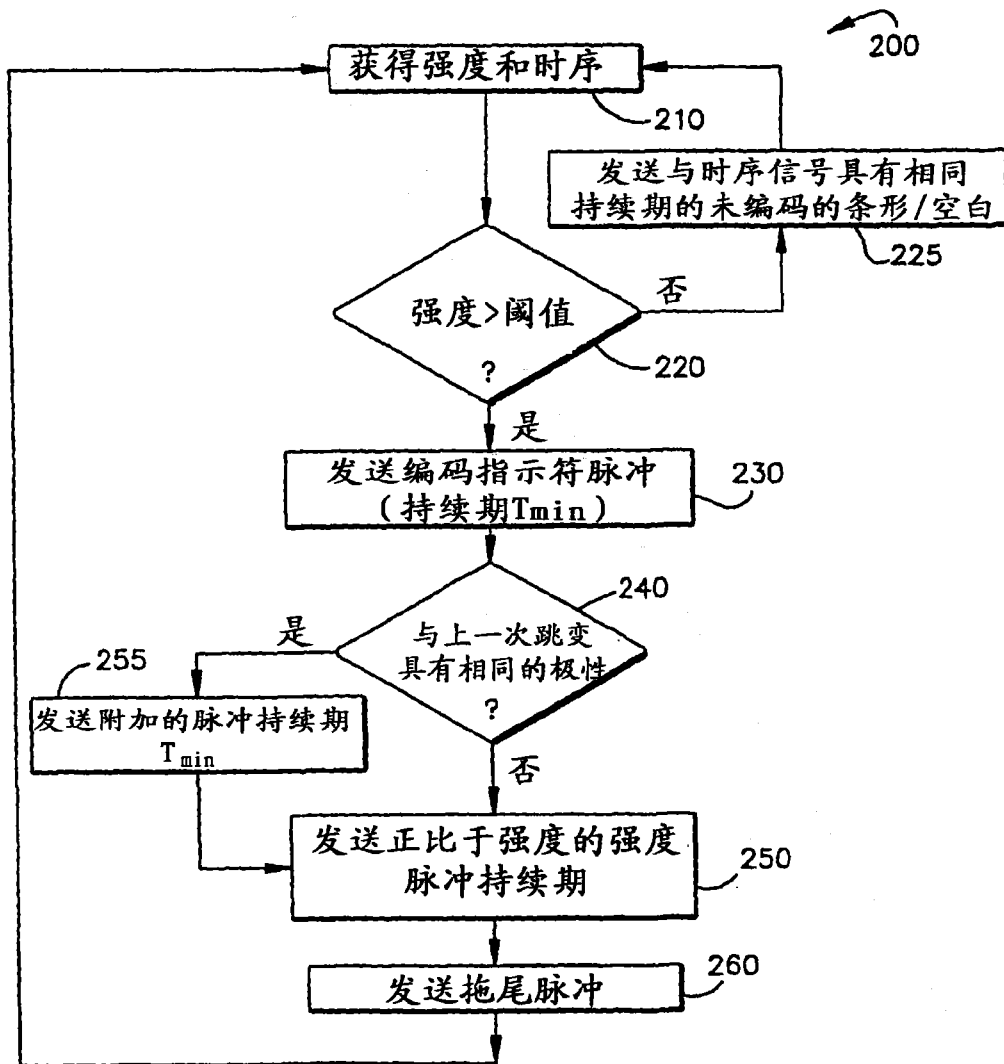 200
获得强度和时序
210
发送与时序信号具有相同
持续期的未编码的条形/空白
225
强度>阈值
?
否
220
是
发送编码指示符脉冲
(持续期Tmin)
230
240
与上一次跳变
具有相同的极性
?
是
255
发送附加的脉冲持续期
Tmin
否
发送正比于强度的强度
脉冲持续期
250
发送拖尾脉冲
260